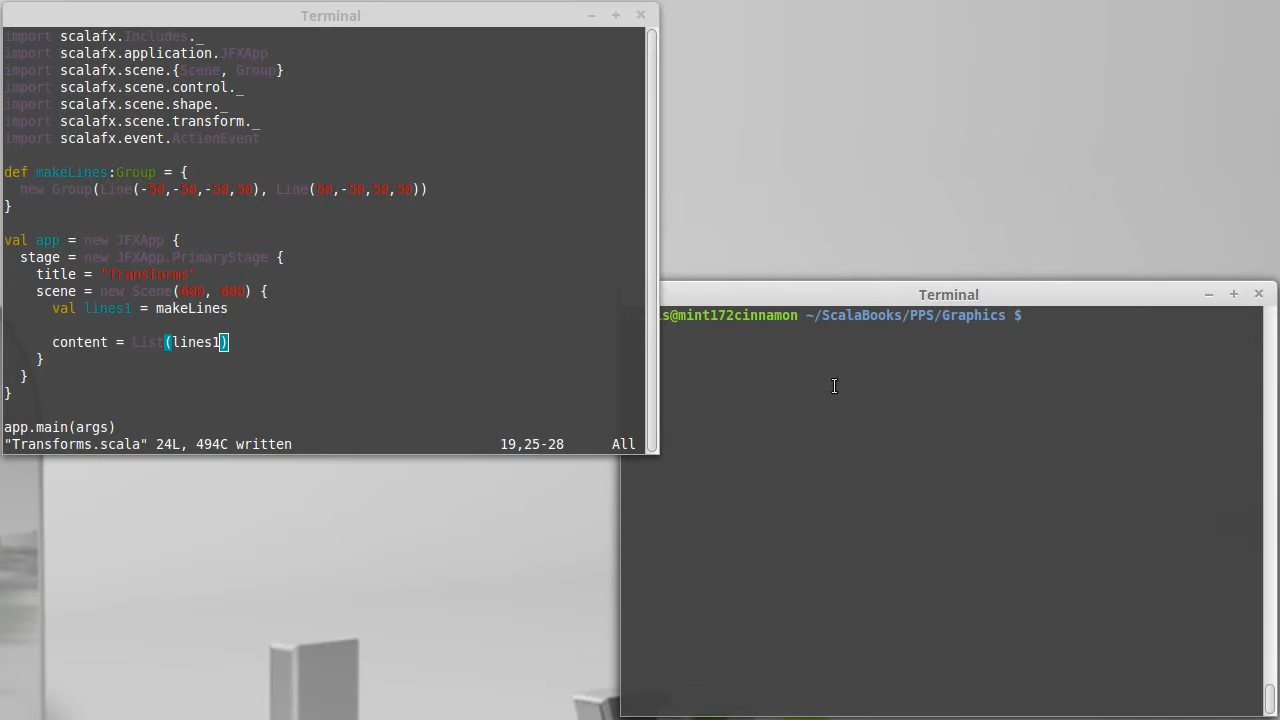 Terminal
import scalafx.Includes._
import scalafx.application.JFXApp
import scalafx.scene.{Scene, Group}
import scalafx.scene.control._
import scalafx.scene.shape._
import scalafx.scene.transform._
import scalafx.event.ActionEvent
def makeLines:Group = {
new Group(Line(-50,-50,-50,50), Line(50,-50,50,50))
}
val app = new JFXApp {
stage = new JFXApp.PrimaryStage {
title = "Transforms"
scene = new Scene(600, 600) {
val lines1 = makeLines
content = List(lines1)
}
}
}
app.main(args)
"Transforms.scala" 24L, 494C written 19,25-28 All
Terminal
s@mint172cinnamon ~/ScalaBooks/PPS/Graphics $